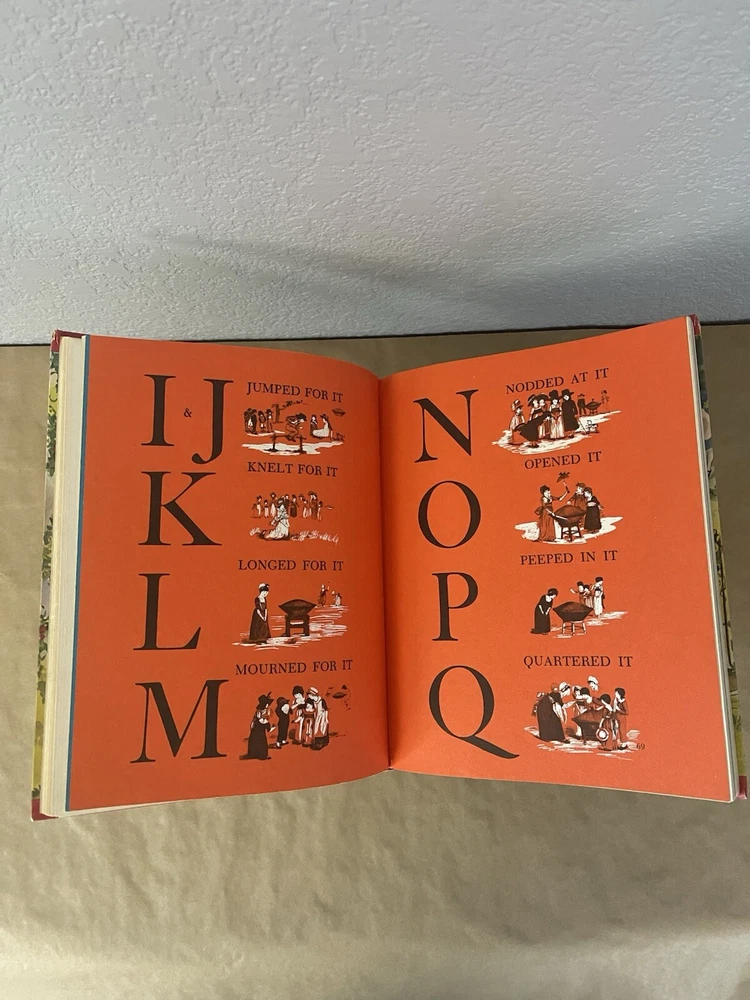 I & J
JUMPED FOR IT
K
KNELT FOR IT
L
LONGED FOR IT
M
MOURNED FOR IT
N
NODDED AT IT
O
OPENED IT
P
PEEPED IN IT
Q
QUARTERED IT
69